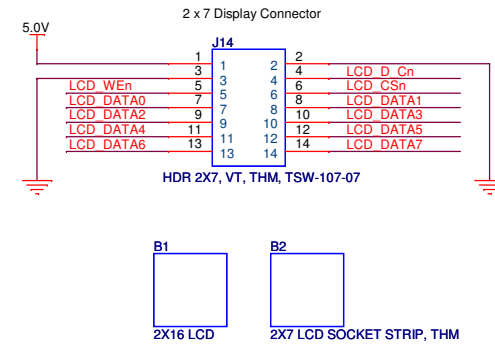 2 x 7 Display Connector
5.0V
J14
1 1 2 2
3 3 4 4 LCD_D_Cn
LCD_WEn 5 5 6 6 LCD_CSn
LCD_DATA0 7 7 8 8 LCD_DATA1
LCD_DATA2 9 9 10 10 LCD_DATA3
LCD_DATA4 11 11 12 12 LCD_DATA5
LCD_DATA6 13 13 14 14 LCD_DATA7
HDR 2X7, VT, THM, TSW-107-07
B1 B2
2X16 LCD 2X7 LCD SOCKET STRIP, THM